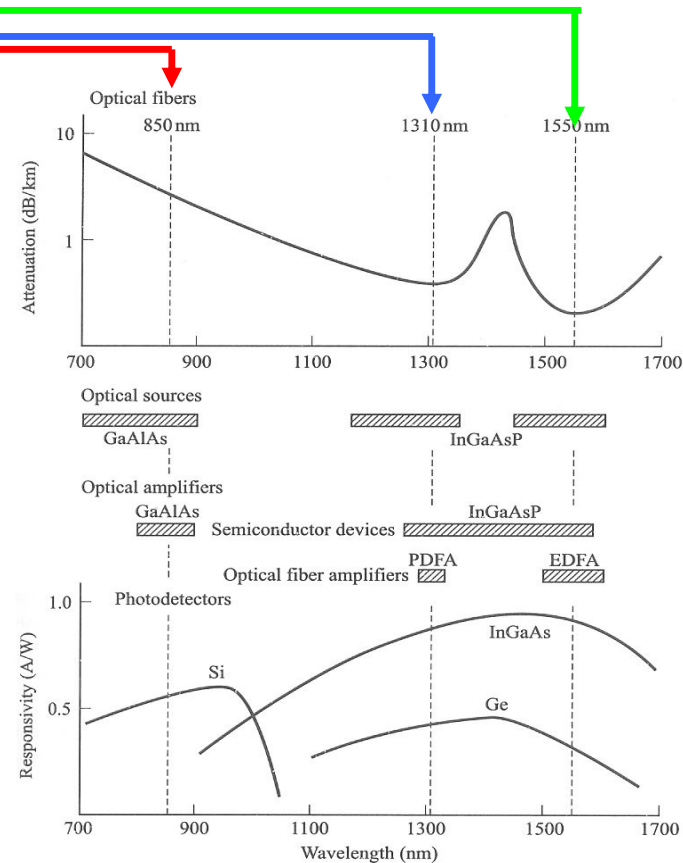 Optical fibers
850 nm 1310 nm 1550 nm
10
1
Attenuation (dB/km)
700 900 1100 1300 1500 1700
Optical sources
GaAlAs InGaAsP
Optical amplifiers
GaAlAs InGaAsP
Semiconductor devices
PDFA EDFA
Optical fiber amplifiers
1.0
Photodetectors
InGaAs
Si
Ge
0.5
Responsivity (A/W)
700 900 1100 1300 1500 1700
Wavelength (nm)